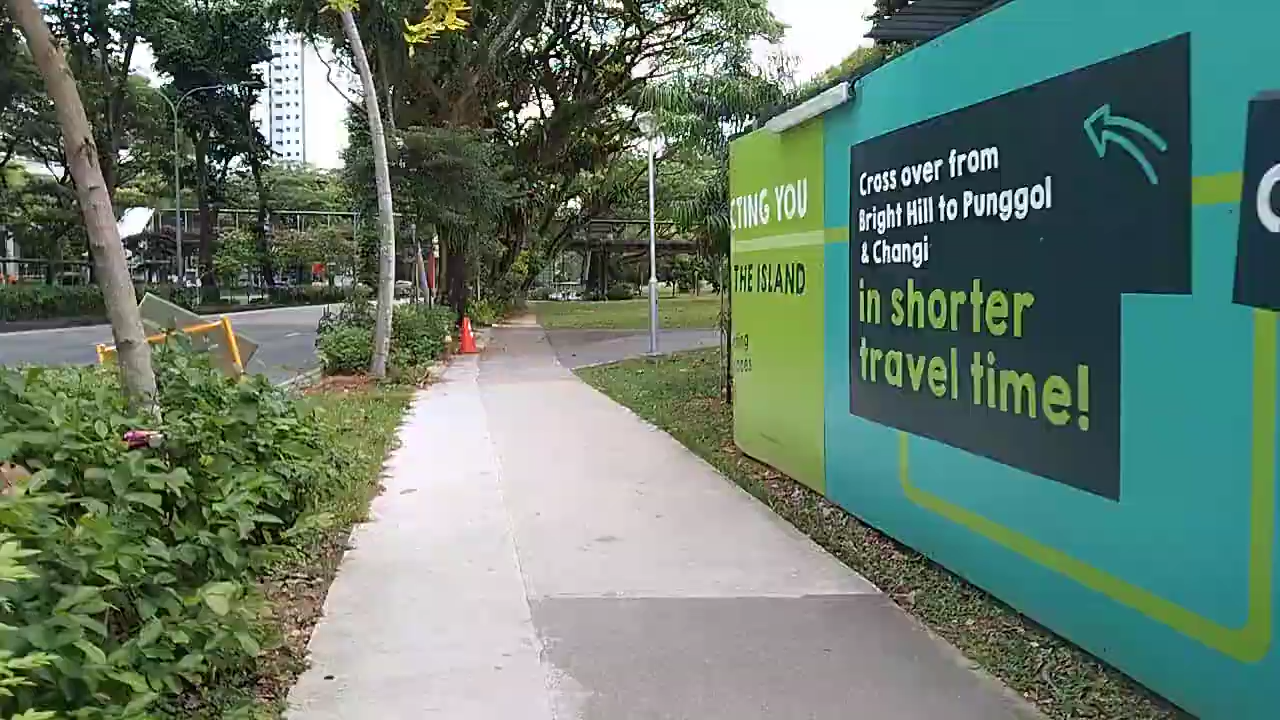 CTING YOU
THE ISLAND
Cross over from
Bright Hill to Punggol
& Changi
in shorter
travel time!